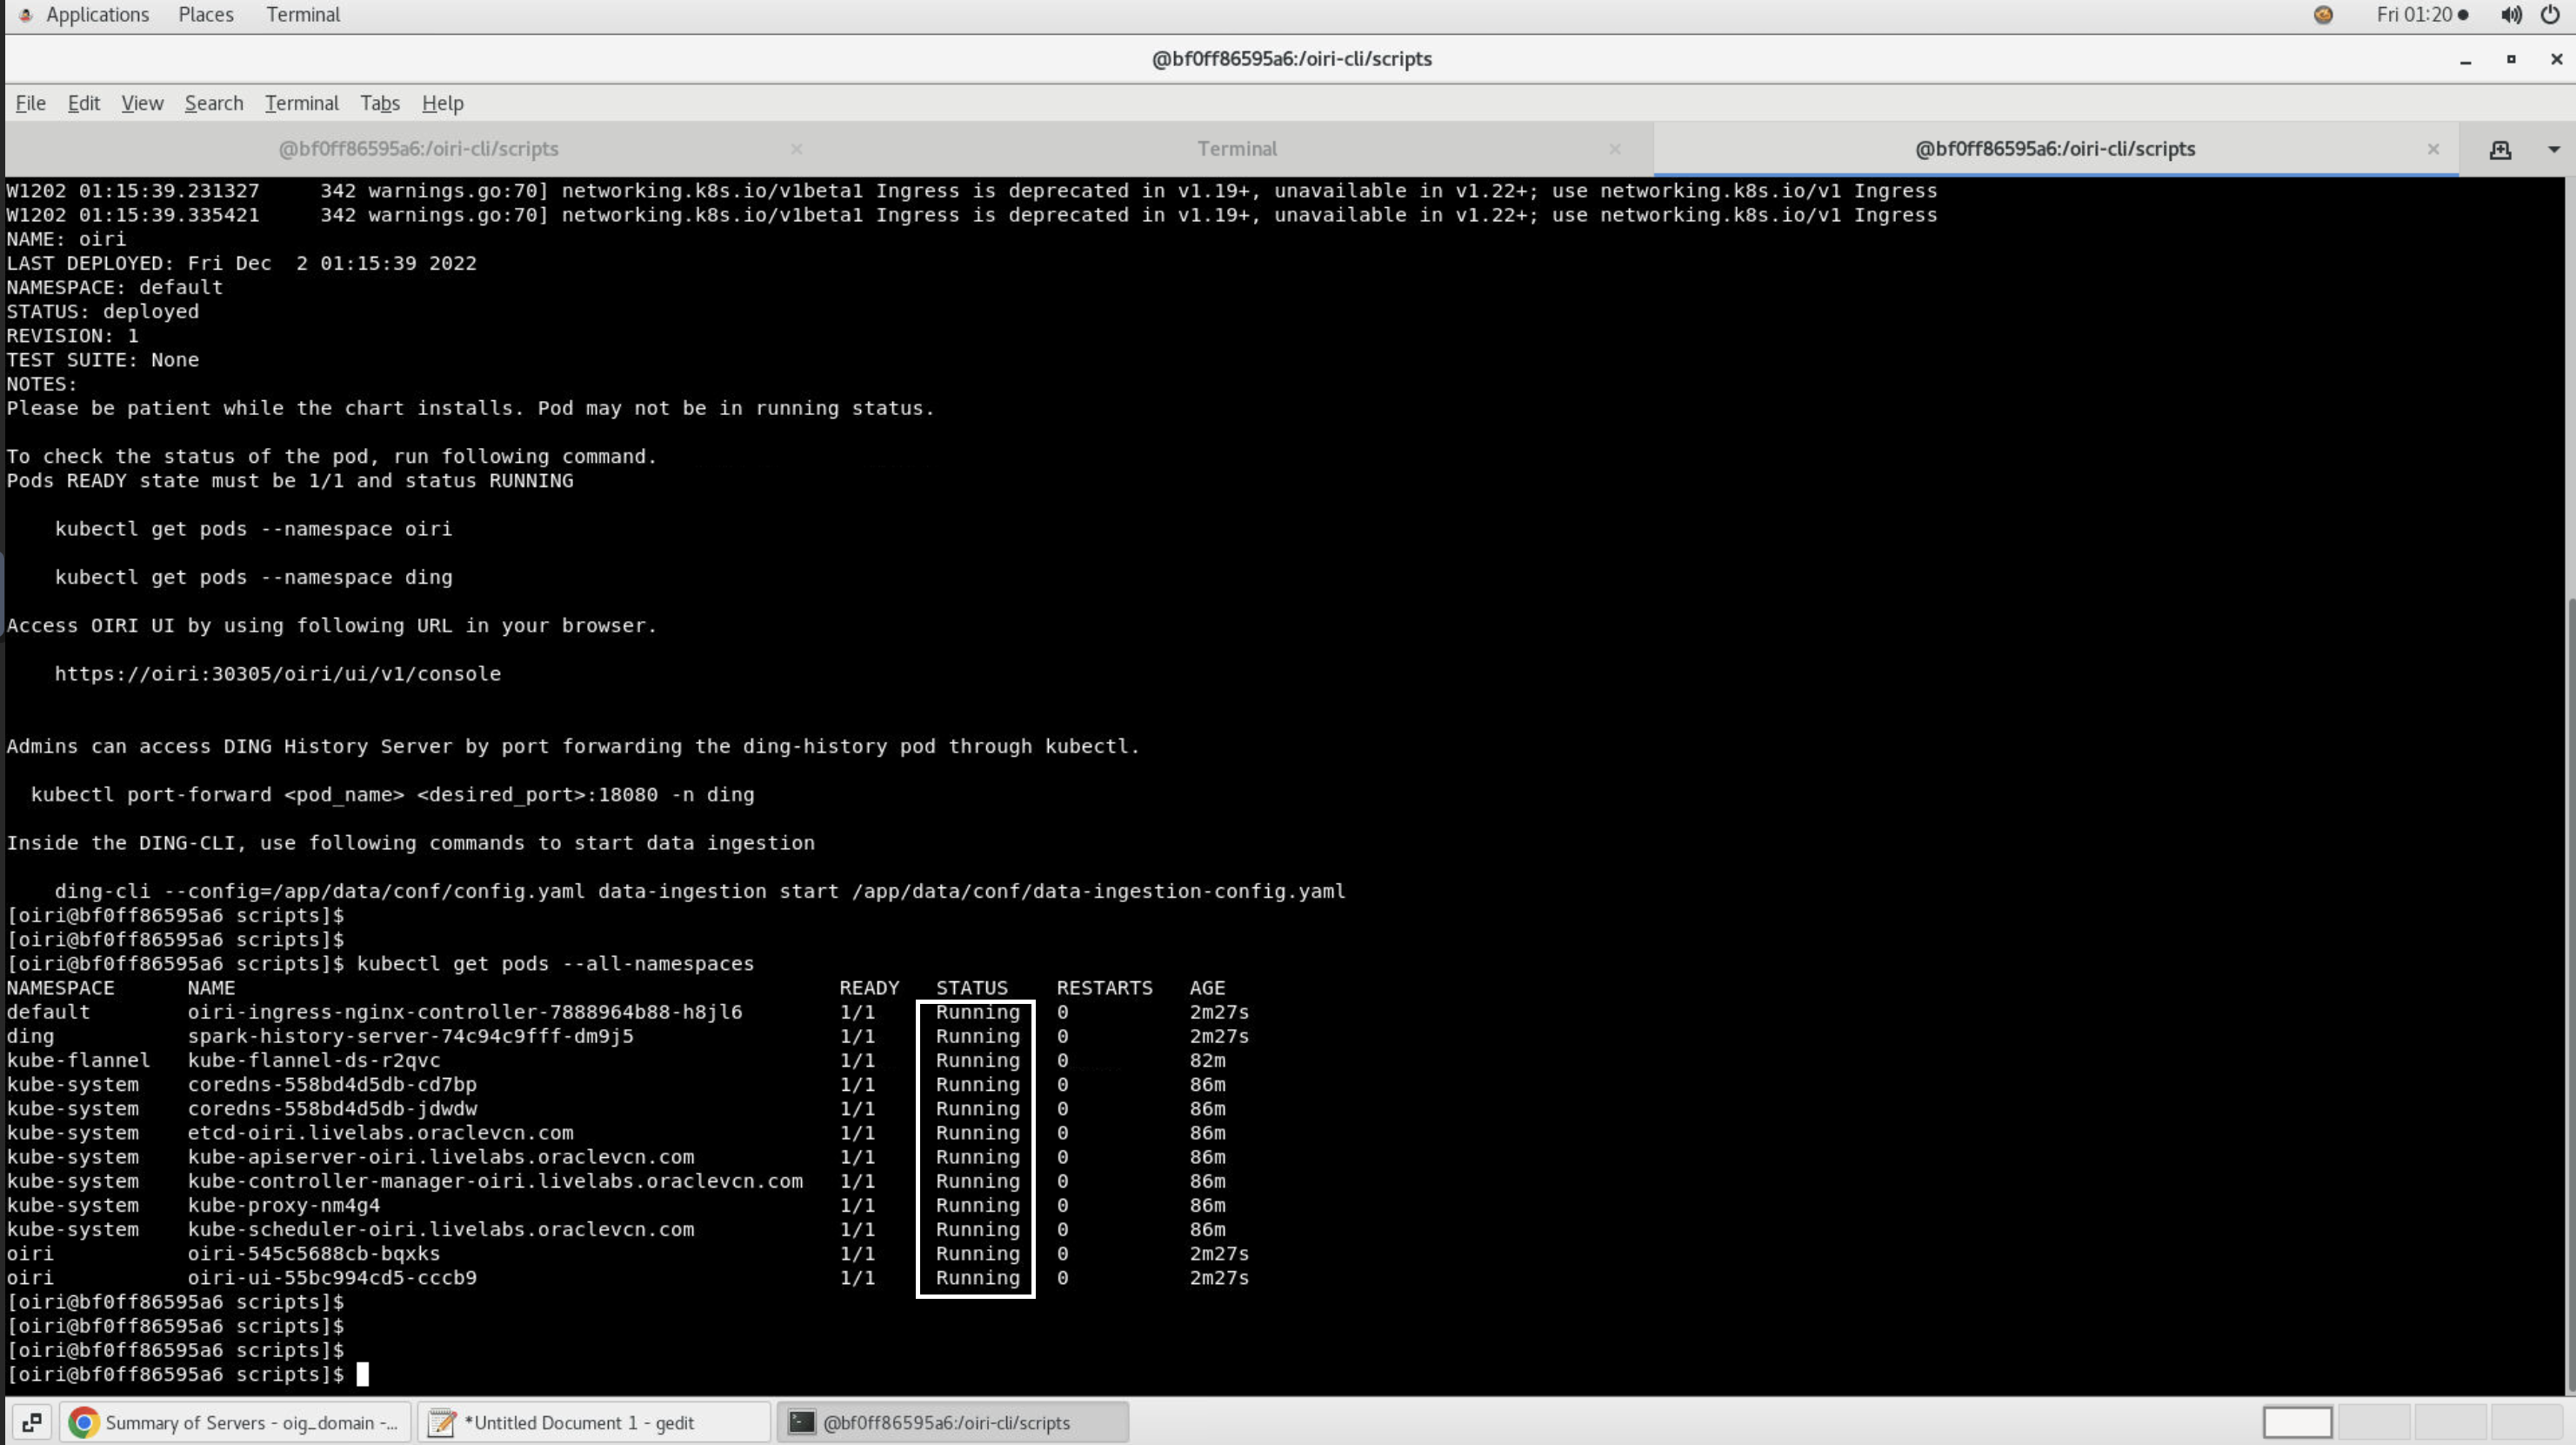 Applications Places Terminal Fri 01:20
@bf0ff86595a6:/oiri-cli/scripts
File Edit View Search Terminal Tabs Help
@bf0ff86595a6:/oiri-cli/scripts Terminal @bf0ff86595a6:/oiri-cli/scripts
W1202 01:15:39.231327     342 warnings.go:70] networking.k8s.io/v1beta1 Ingress is deprecated in v1.19+, unavailable in v1.22+; use networking.k8s.io/v1 Ingress
W1202 01:15:39.335421     342 warnings.go:70] networking.k8s.io/v1beta1 Ingress is deprecated in v1.19+, unavailable in v1.22+; use networking.k8s.io/v1 Ingress
NAME: oiri
LAST DEPLOYED: Fri Dec  2 01:15:39 2022
NAMESPACE: default
STATUS: deployed
REVISION: 1
TEST SUITE: None
NOTES:
Please be patient while the chart installs. Pod may not be in running status.
To check the status of the pod, run following command.
Pods READY state must be 1/1 and status RUNNING
kubectl get pods --namespace oiri
kubectl get pods --namespace ding
Access OIRI UI by using following URL in your browser.
https://oiri:30305/oiri/ui/v1/console
Admins can access DING History Server by port forwarding the ding-history pod through kubectl.
kubectl port-forward <pod_name> <desired_port>:18080 -n ding
Inside the DING-CLI, use following commands to start data ingestion
ding-cli --config=/app/data/conf/config.yaml data-ingestion start /app/data/conf/data-ingestion-config.yaml
[oiri@bf0ff86595a6 scripts]$
[oiri@bf0ff86595a6 scripts]$
[oiri@bf0ff86595a6 scripts]$ kubectl get pods --all-namespaces
NAMESPACE      NAME                                               READY   STATUS    RESTARTS   AGE
default        oiri-ingress-nginx-controller-7888964b88-h8jl6     1/1     Running   0          2m27s
ding           spark-history-server-74c94c9fff-dm9j5              1/1     Running   0          2m27s
kube-flannel   kube-flannel-ds-r2qvc                              1/1     Running   0          82m
kube-system    coredns-558bd4d5db-cd7bp                           1/1     Running   0          86m
kube-system    coredns-558bd4d5db-jdwdw                           1/1     Running   0          86m
kube-system    etcd-oiri.livelabs.oraclevcn.com                   1/1     Running   0          86m
kube-system    kube-apiserver-oiri.livelabs.oraclevcn.com         1/1     Running   0          86m
kube-system    kube-controller-manager-oiri.livelabs.oraclevcn.com   1/1     Running   0          86m
kube-system    kube-proxy-nm4g4                                   1/1     Running   0          86m
kube-system    kube-scheduler-oiri.livelabs.oraclevcn.com         1/1     Running   0          86m
oiri           oiri-545c5688cb-bqxks                              1/1     Running   0          2m27s
oiri           oiri-ui-55bc994cd5-cccb9                           1/1     Running   0          2m27s
[oiri@bf0ff86595a6 scripts]$
[oiri@bf0ff86595a6 scripts]$
[oiri@bf0ff86595a6 scripts]$
[oiri@bf0ff86595a6 scripts]$
Summary of Servers - oig_domain -... *Untitled Document 1 - gedit @bf0ff86595a6:/oiri-cli/scripts